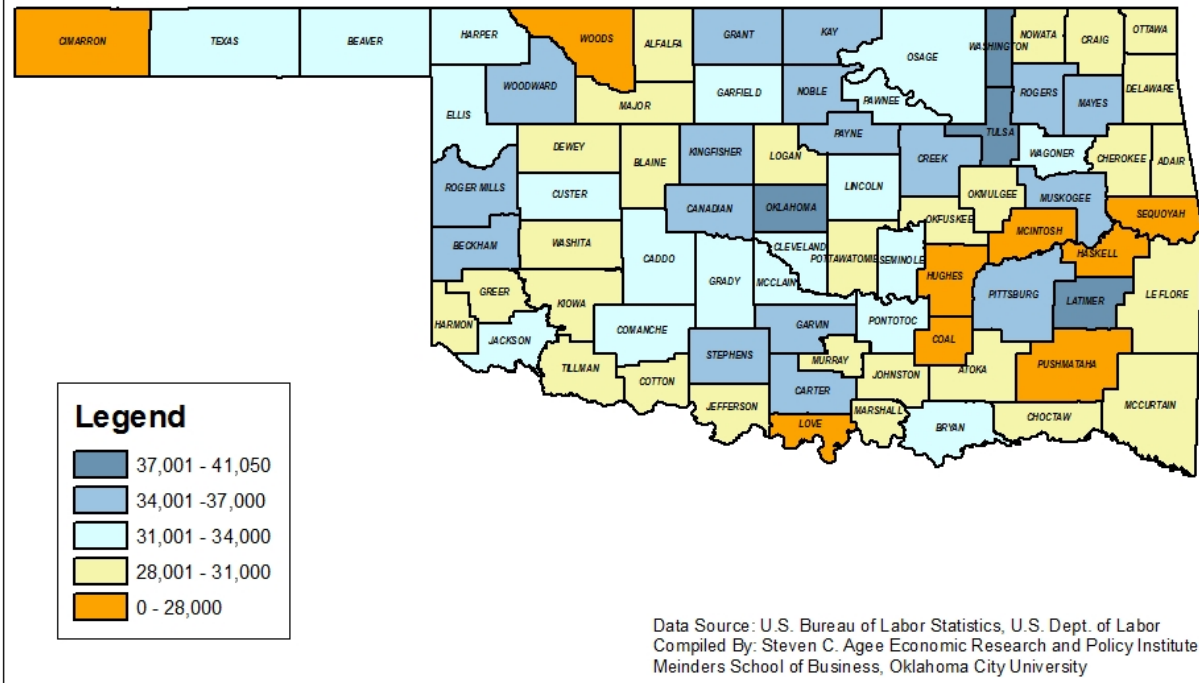 CIMARRON
TEXAS
BEAVER
HARPER
WOODS
ALFALFA
GRANT
KAY
OSAGE
WASHINGTON
NOWATA
CRAIG
OTTAWA
WOODWARD
MAJOR
GARFIELD
NOBLE
PAWNEE
ROGERS
MAYES
DELAWARE
ELLIS
DEWEY
BLAINE
KINGFISHER
LOGAN
PAYNE
CREEK
TULSA
WAGONER
CHEROKEE
ADAIR
ROGER MILLS
CUSTER
CANADIAN
OKLAHOMA
LINCOLN
OKMULGEE
OKFUSKEE
MUSKOGEE
SEQUOYAH
BECKHAM
WASHITA
CADDO
GRADY
CLEVELAND
MCCLAIN
POTTAWATOMIE
SEMINOLE
HUGHES
MCINTOSH
HASKELL
PITTSBURG
LATIMER
LE FLORE
GREER
HARMON
KIOWA
JACKSON
COMANCHE
STEPHENS
GARVIN
PONTOTOC
COAL
TILLMAN
COTTON
JEFFERSON
MURRAY
CARTER
JOHNSTON
ATOKA
PUSHMATAHA
LOVE
MARSHALL
BRYAN
CHOCTAW
MCCURTAIN
Legend
37,001 - 41,050
34,001 -37,000
31,001 - 34,000
28,001 - 31,000
0 - 28,000
Data Source: U.S. Bureau of Labor Statistics, U.S. Dept. of Labor
Compiled By: Steven C. Agee Economic Research and Policy Institute
Meinders School of Business, Oklahoma City University